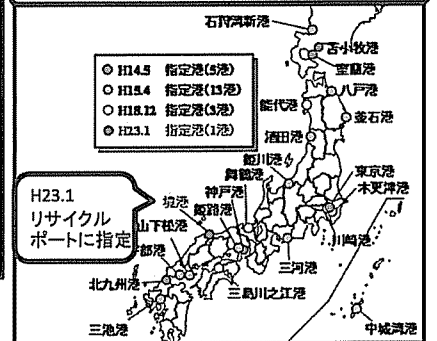 石狩湾新港
苫小牧港
室蘭港
H14.5 指定港(5港)
H15.4 指定港(13港)
H18.12 指定港(3港)
H23.1 指定港(1港)
八戸港
能代港
釜石港
酒田港
姫川港
舞鶴港
東京港
木更津港
神戸港
姫路港
境港
H23.1
リサイクル
ポートに指定
山下松港
部港
川崎港
北九州港
三河港
三島川之江港
三池港
中城湾港